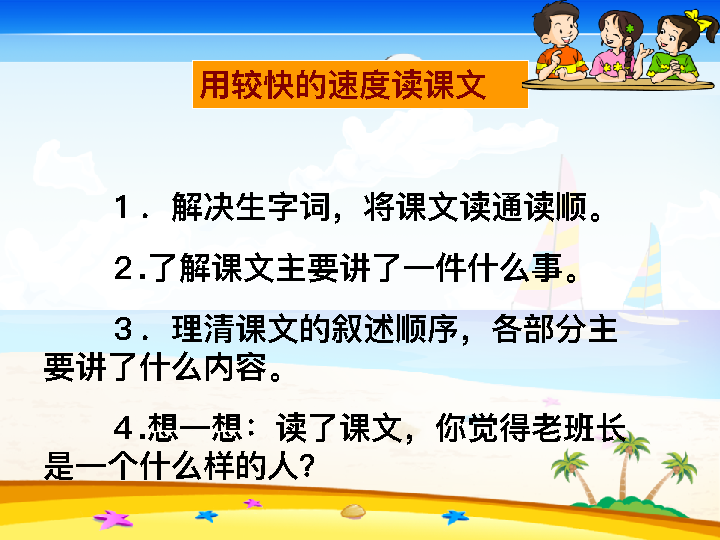 用较快的速度读课文
１．解决生字词，将课文读通读顺。
２.了解课文主要讲了一件什么事。
３．理清课文的叙述顺序，各部分主
要讲了什么内容。
４.想一想：读了课文，你觉得老班长
是一个什么样的人？